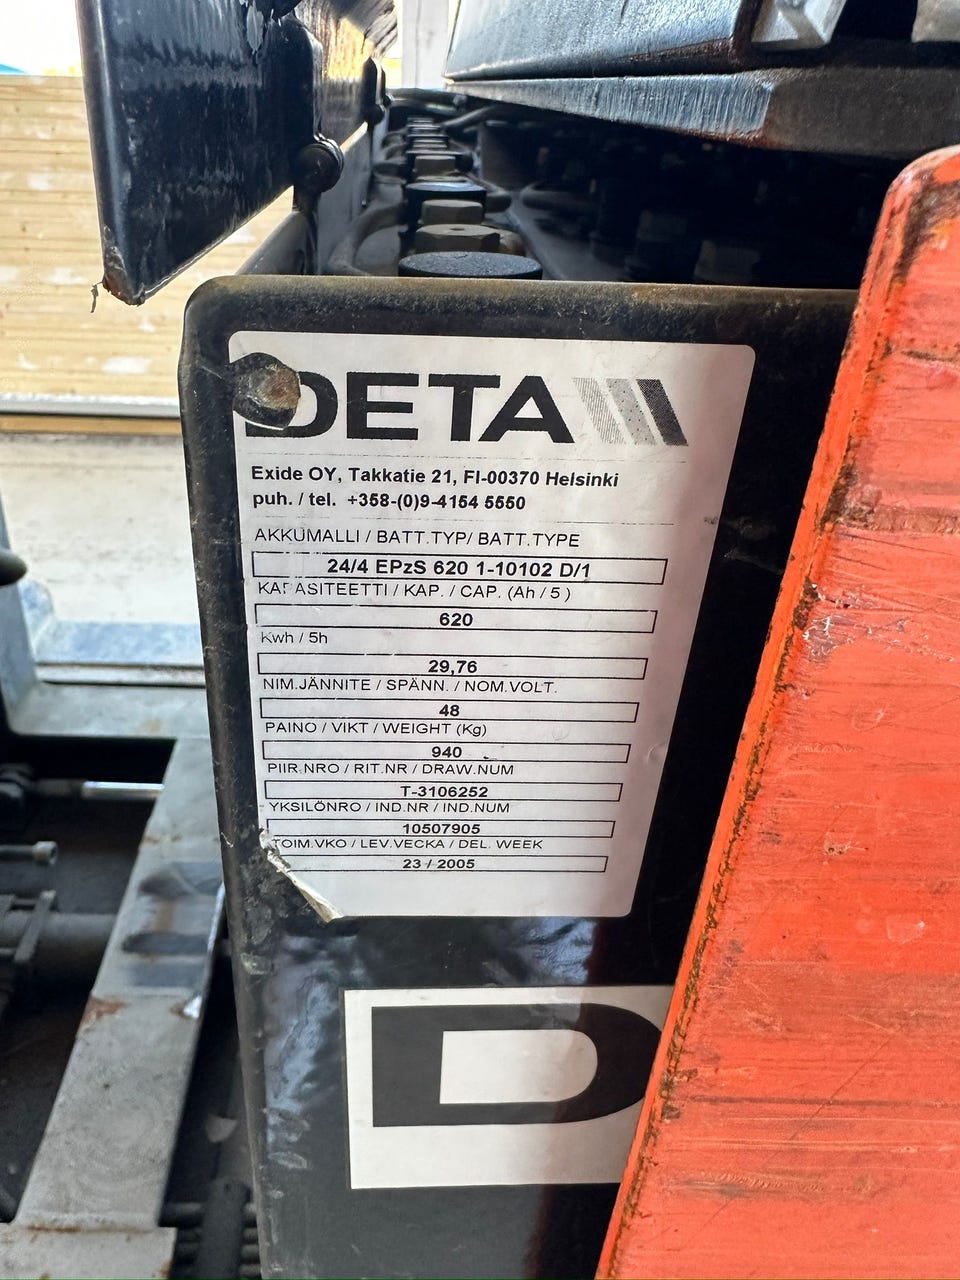 DETA
Exide OY, Takkatie 21, FI-00370 Helsinki
puh. / tel. +358-(0)9-4154 5550
AKKUMALLI / BATT.TYP/ BATT.TYPE
24/4 EPzS 620 1-10102 D/1
KAPASITEETTI / KAP. / CAP. (Ah / 5 )
620
Kwh / 5h
29,76
NIM.JÄNNITE / SPÄNN. / NOM.VOLT.
48
PAINO / VIKT / WEIGHT (Kg)
940
PIIR.NRO / RIT.NR / DRAW.NUM
T-3106252
YKSILÖNRO / IND.NR / IND.NUM
10507905
TOIM.VKO / LEV.VECKA / DEL. WEEK
23 / 2005
D